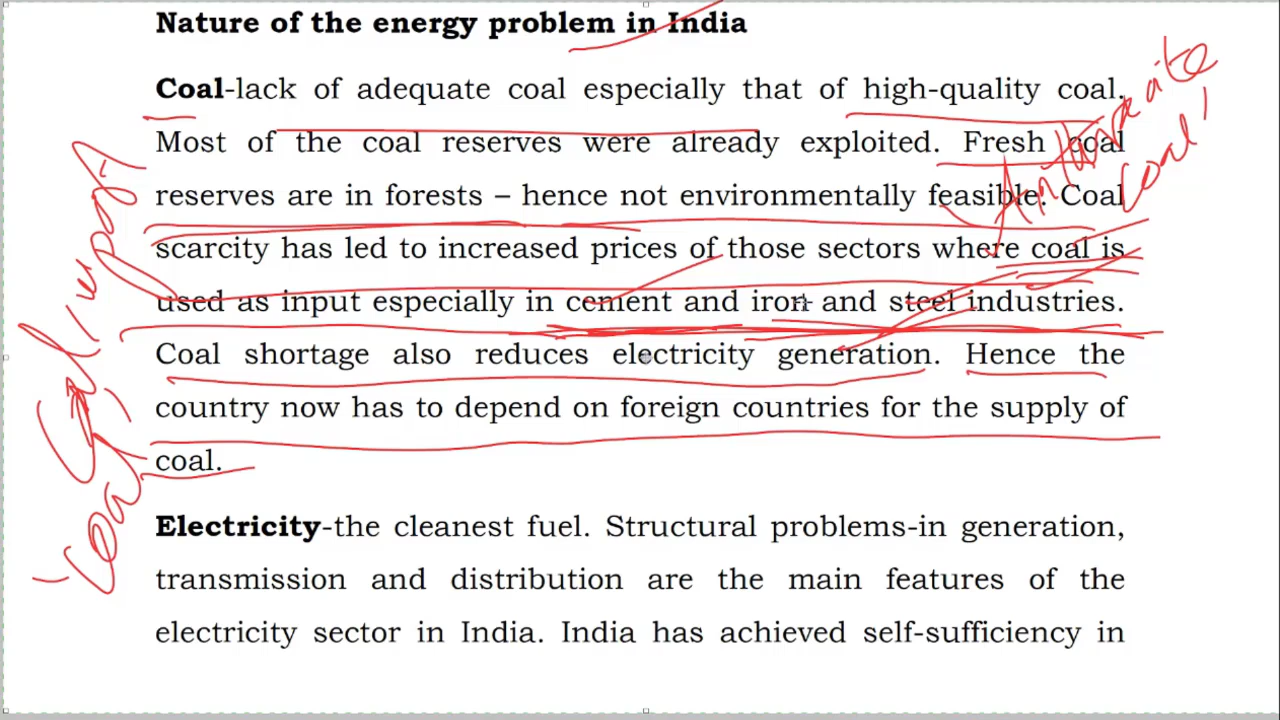 Nature of the energy problem in India
Coal-lack of adequate coal especially that of high-quality coal.
Most of the coal reserves were already exploited. Fresh coal
reserves are in forests – hence not environmentally feasible. Coal
scarcity has led to increased prices of those sectors where coal is
used as input especially in cement and iron and steel industries.
Coal shortage also reduces electricity generation. Hence the
country now has to depend on foreign countries for the supply of
coal.
Electricity-the cleanest fuel. Structural problems-in generation,
transmission and distribution are the main features of the
electricity sector in India. India has achieved self-sufficiency in
coal
Coal import